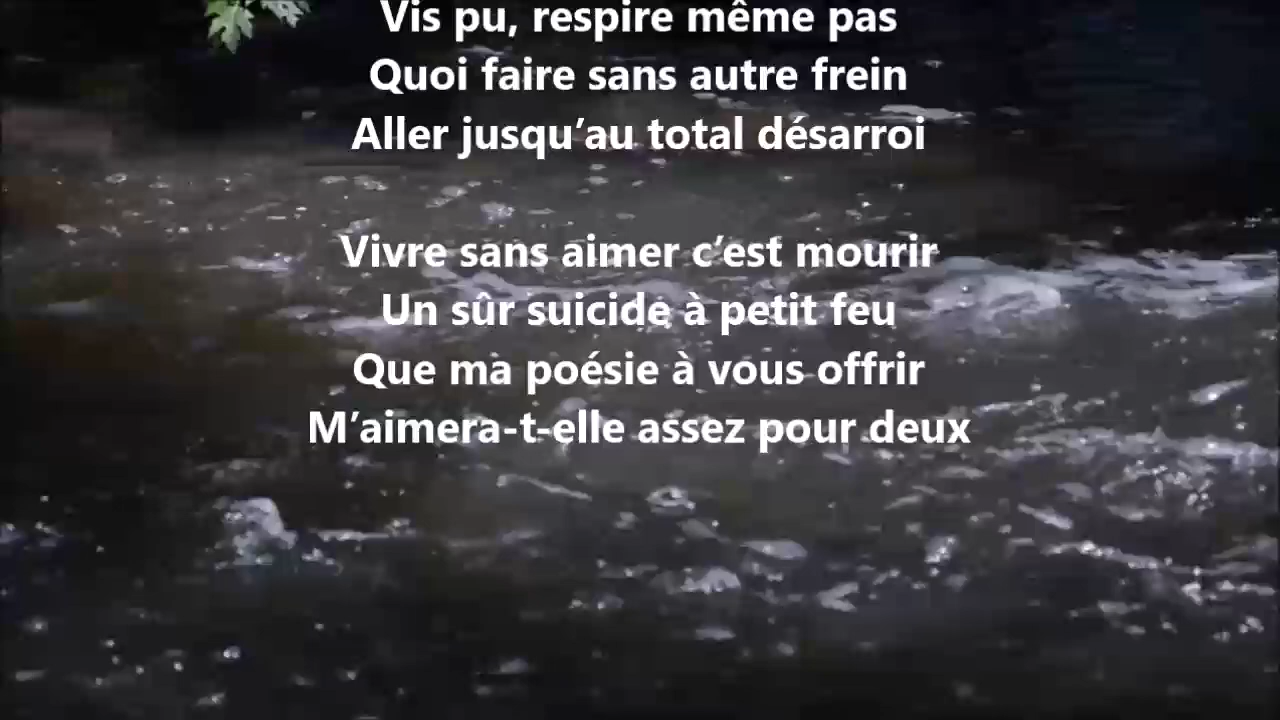 Vis pu, respire même pas
Quoi faire sans autre frein
Aller jusqu’au total désarroi
Vivre sans aimer c’est mourir
Un sûr suicide à petit feu
Que ma poésie à vous offrir
M’aimera-t-elle assez pour deux